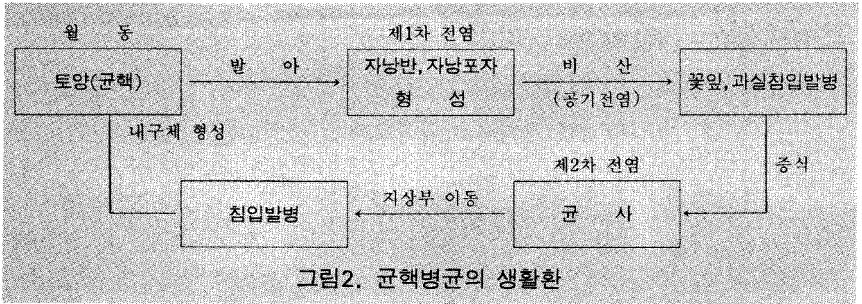 월 동
토양(균핵)
발 아
제1차 전염
자낭반, 자낭포자
형 성
비 산
(공기전염)
꽃잎, 과실침입발병
증식
제2차 전염
균 사
지상부 이동
침입발병
내구체 형성
그림2. 균핵병균의 생활환